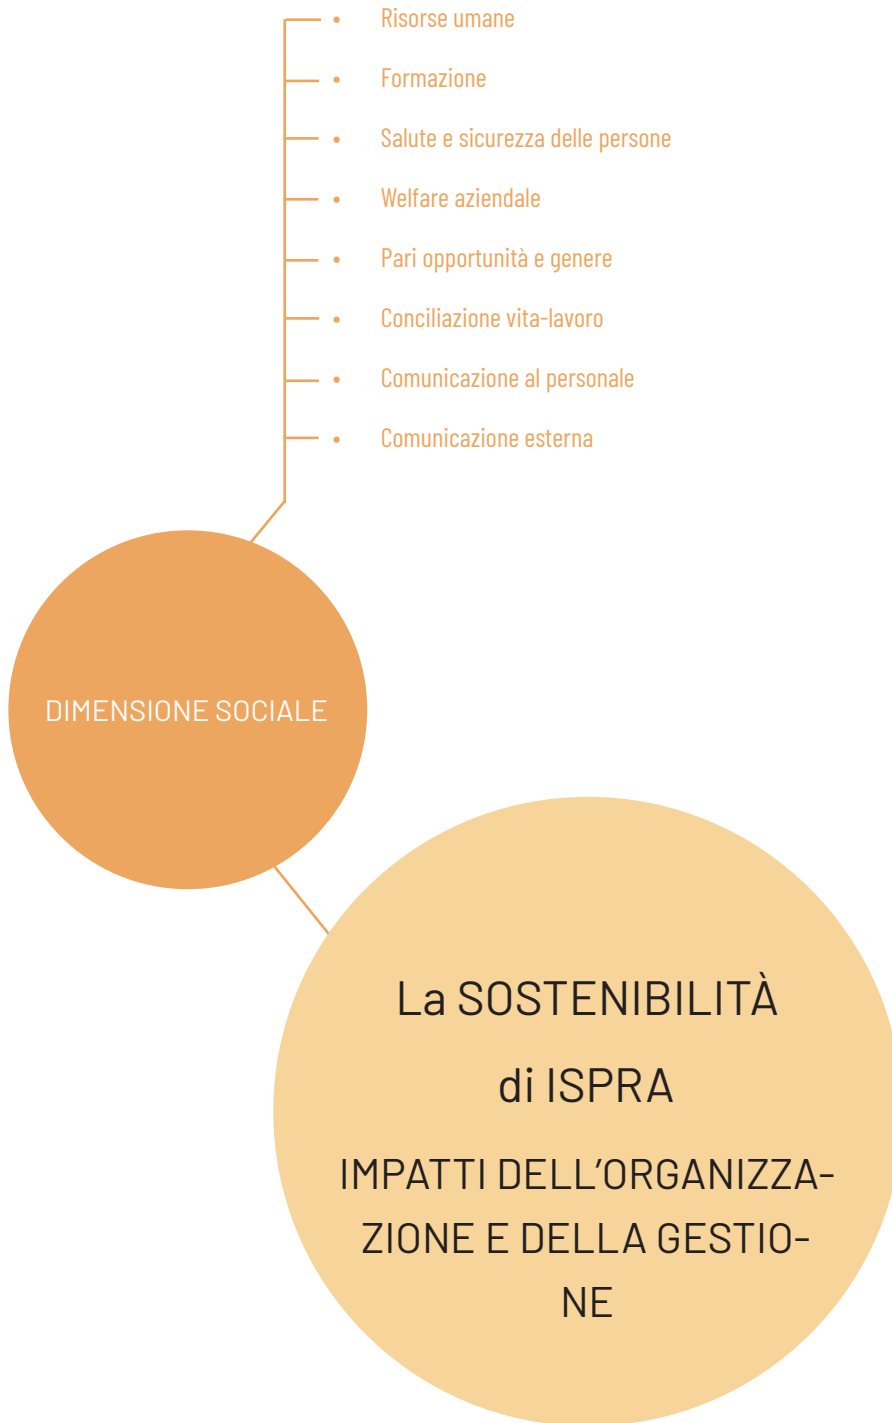 • Risorse umane
• Formazione
• Salute e sicurezza delle persone
• Welfare aziendale
• Pari opportunità e genere
• Conciliazione vita-lavoro
• Comunicazione al personale
• Comunicazione esterna
DIMENSIONE SOCIALE
La SOSTENIBILITÀ
di ISPRA
IMPATTI DELL’ORGANIZZA-
ZIONE E DELLA GESTIO-
NE